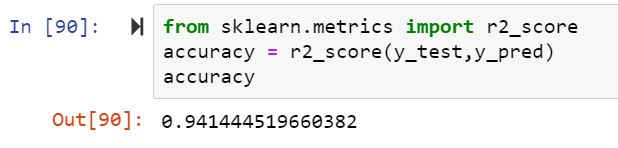 In [90]: from sklearn.metrics import r2_score
accuracy = r2_score(y_test,y_pred)
accuracy
Out[90]: 0.941444519660382